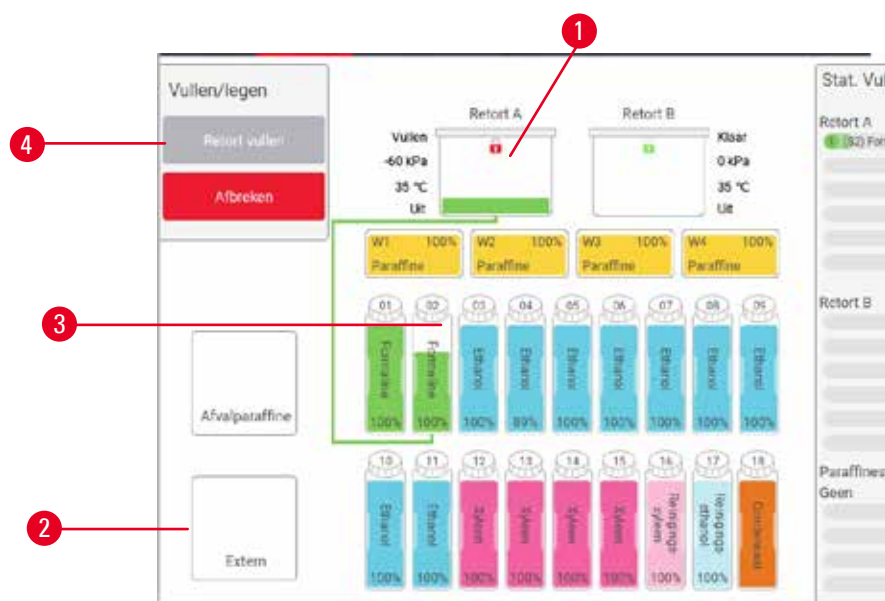 1
Vullen/legen
Stat. Vul
Retort vullen
Afbreken
4
Retort A
Retort B
Vullen
-60 kPa
35 °C
Uit
Klaar
0 kPa
35 °C
Uit
Retort A
(S2) For
W1 100%
Paraffine
W2 100%
Paraffine
W3 100%
Paraffine
W4 100%
Paraffine
3
01 02 03 04 05 06 07 08 09
Formaline
Formaline
Ethanol
Ethanol
Ethanol
Ethanol
Ethanol
Ethanol
Ethanol
100% 100% 100% 89% 100% 100% 100% 100% 100%
Retort B
Afvalparaffine
2
Extern
10 11 12 13 14 15 16 17 18
Ethanol
Ethanol
Xyleen
Xyleen
Xyleen
Xyleen
Reinigings-
xyleen
Reinigings-
ethanol
Condensaat
100% 100% 100% 100% 100% 100% 100% 100%
Paraffines
Geen